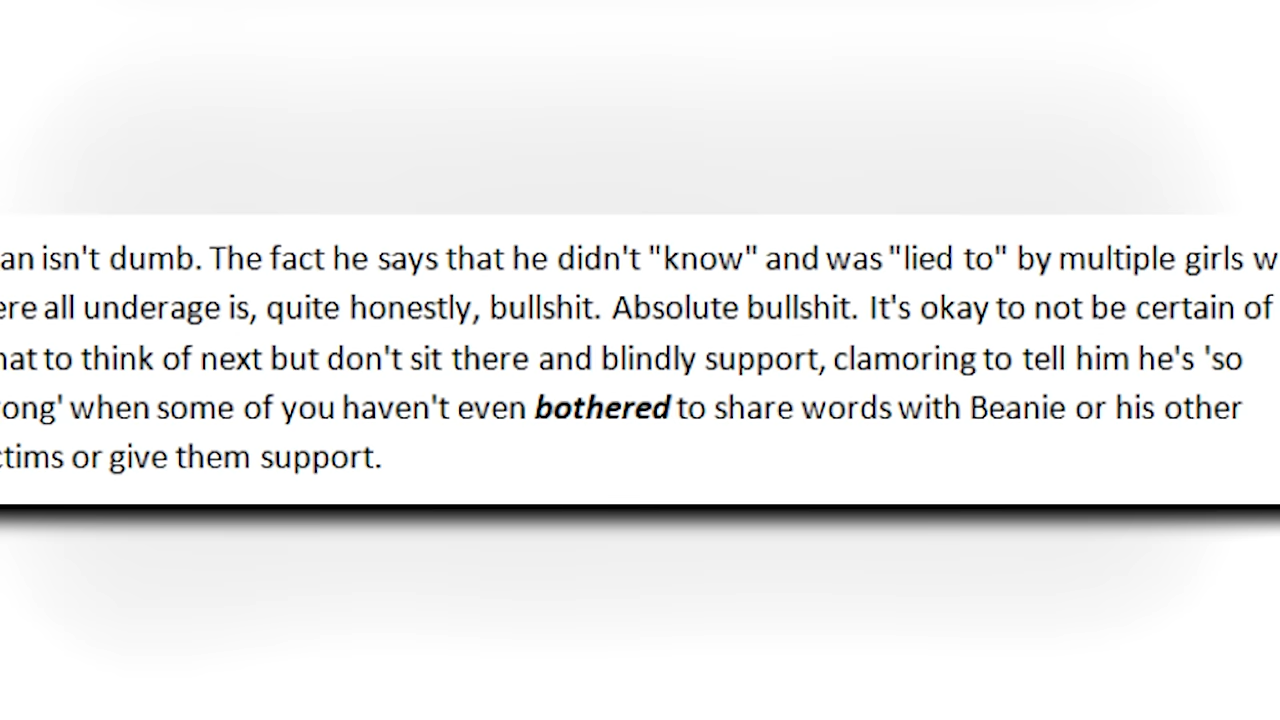 an isn't dumb. The fact he says that he didn't "know" and was "lied to" by multiple girls w
ere all underage is, quite honestly, bullshit. Absolute bullshit. It's okay to not be certain of
hat to think of next but don't sit there and blindly support, clamoring to tell him he's 'so
rong' when some of you haven't even bothered to share words with Beanie or his other
ctims or give them support.